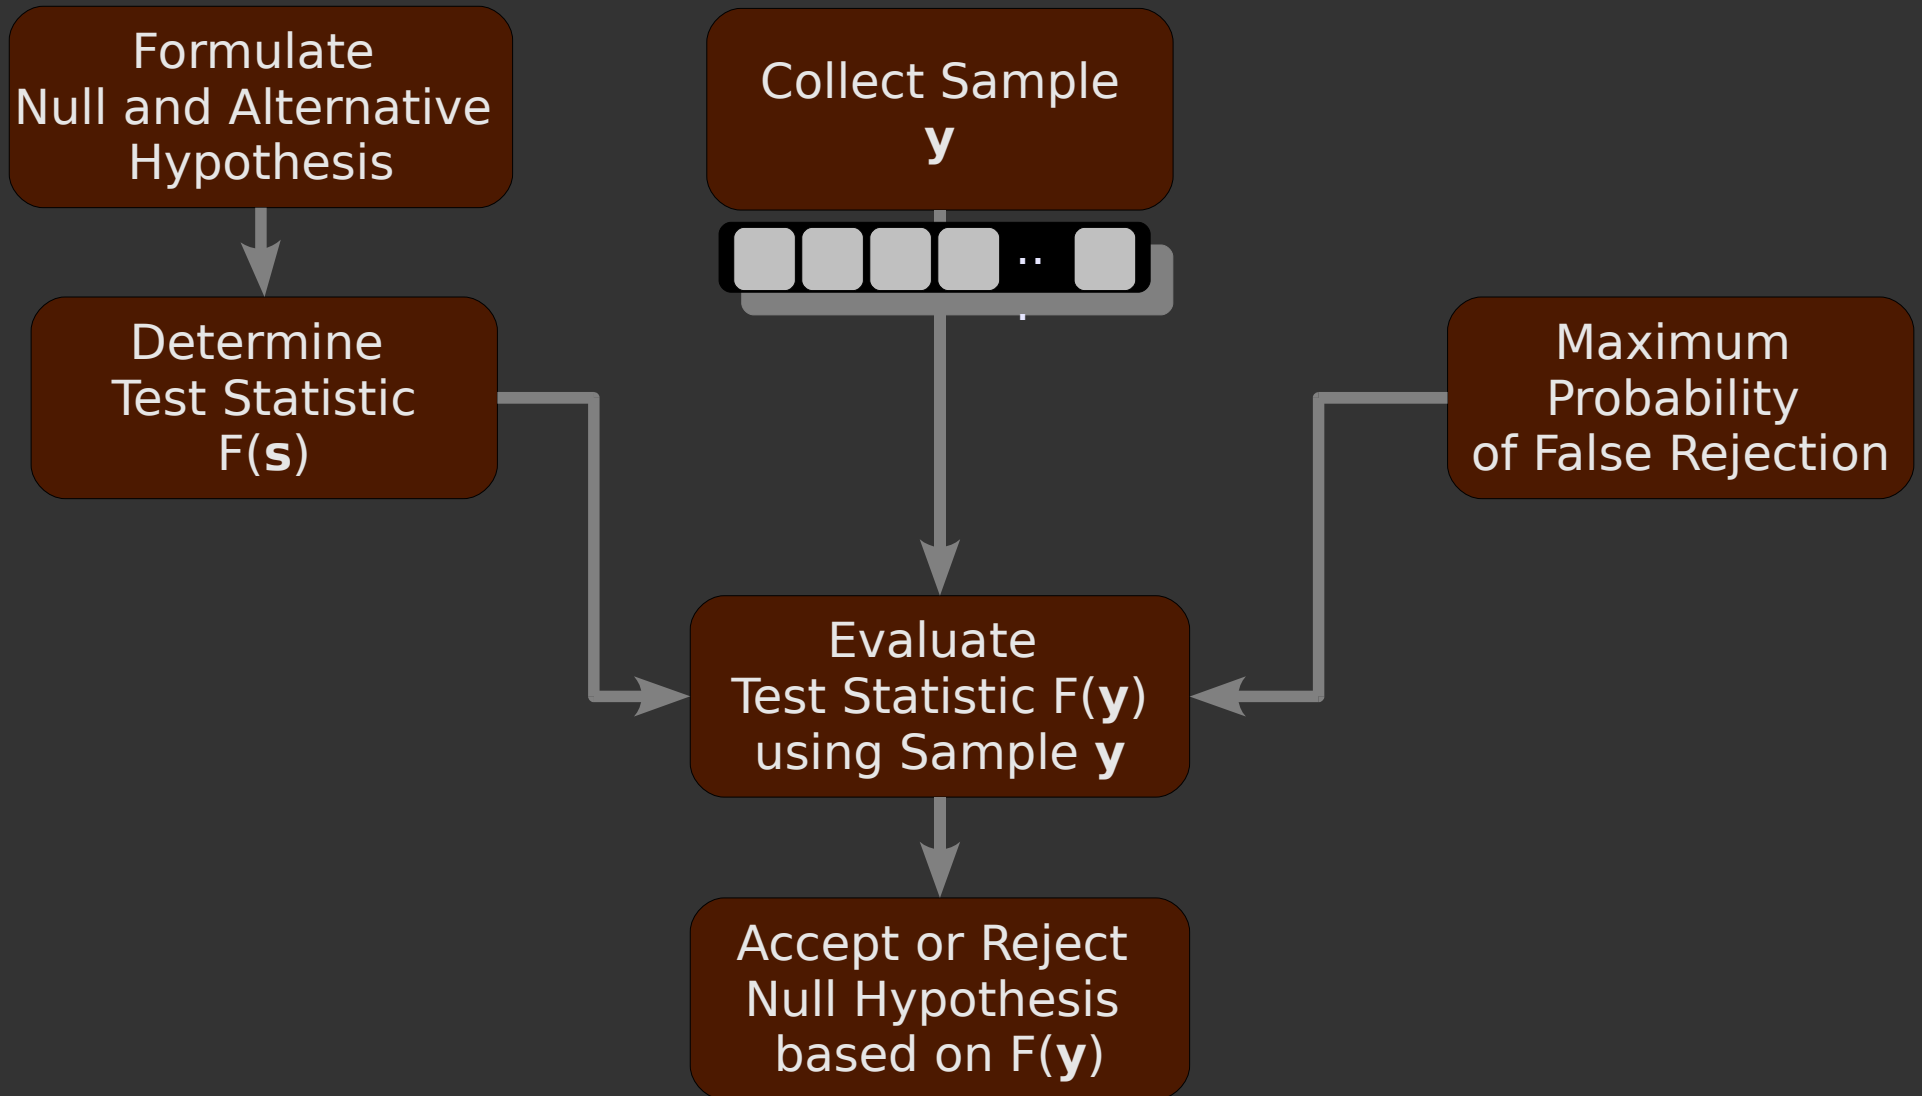 Formulate
Null and Alternative
Hypothesis
Collect Sample
y
...
Determine
Test Statistic
F(s)
Maximum
Probability
of False Rejection
Evaluate
Test Statistic F(y)
using Sample y
Accept or Reject
Null Hypothesis
based on F(y)